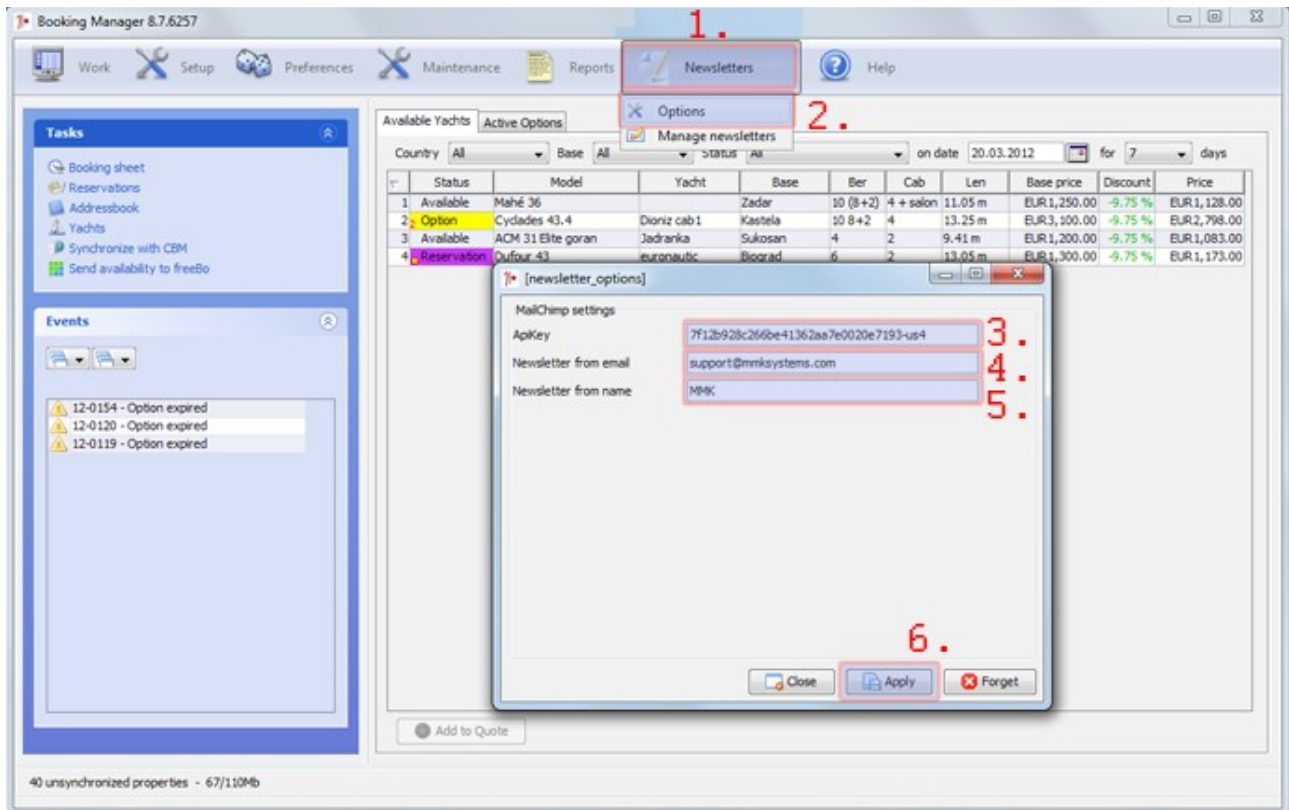 Booking Manager 8.7.6257
1.
Work Setup Preferences Maintenance Reports Newsletters Help
Options
2.
Manage newsletters
Tasks
Booking sheet
Reservations
Addressbook
Yachts
Synchronize with CBM
Send availability to freeBo
Events
12-0154 - Option expired
12-0120 - Option expired
12-0119 - Option expired
Available Yachts Active Options
Country All Base All Status All on date 20.03.2012 for 7 days
Status Model Yacht Base Ber Cab Len Base price Discount Price
1 Available Mahé 36 Zadar 10 (8+2) 4 + salon 11.05 m EUR1,250.00 -9.75 % EUR1,128.00
2 Option Cyclades 43.4 Dioniz cab1 Kastela 10 8+2 4 13.25 m EUR3,100.00 -9.75 % EUR2,798.00
3 Available ACM 31 Elite goran Jadranka Sukosan 4 2 9.41 m EUR1,200.00 -9.75 % EUR1,083.00
4 Reservation Dufour 43 euronautic Biograd 6 2 13.05 m EUR1,300.00 -9.75 % EUR1,173.00
[newsletter_options]
MailChimp settings
ApiKey 7f12b928c266be41362aa7e0020e7193-us4
3.
Newsletter from email support@mmksystems.com
4.
Newsletter from name MMK
5.
6.
Close Apply Forget
Add to Quote
40 unsynchronized properties - 67/110Mb